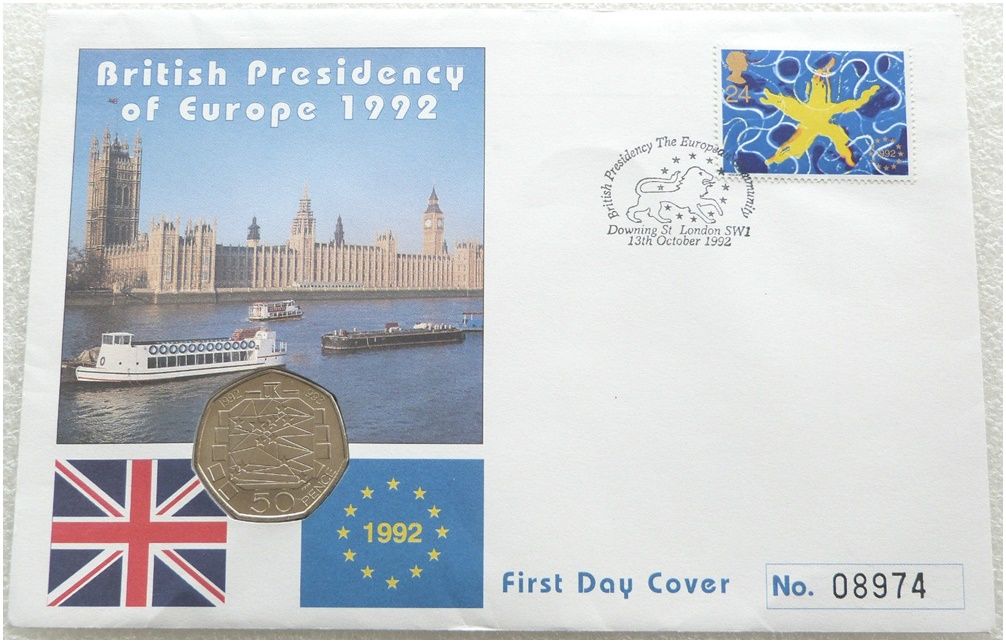 British Presidency
of Europe 1992
24
1992
British Presidency The European Community
Downing St London SW1
13th October 1992
1992 1993
50 PENCE
1992
First Day Cover
No. 08974